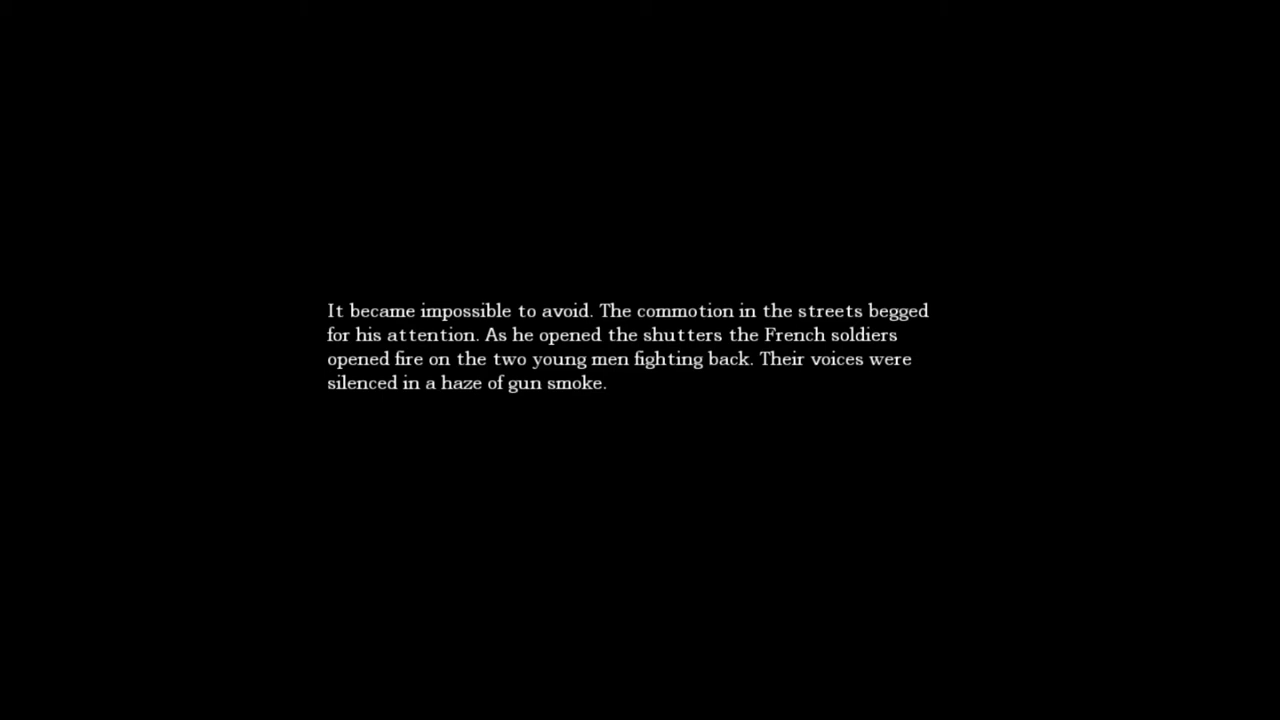 It became impossible to avoid. The commotion in the streets begged
for his attention. As he opened the shutters the French soldiers
opened fire on the two young men fighting back. Their voices were
silenced in a haze of gun smoke.